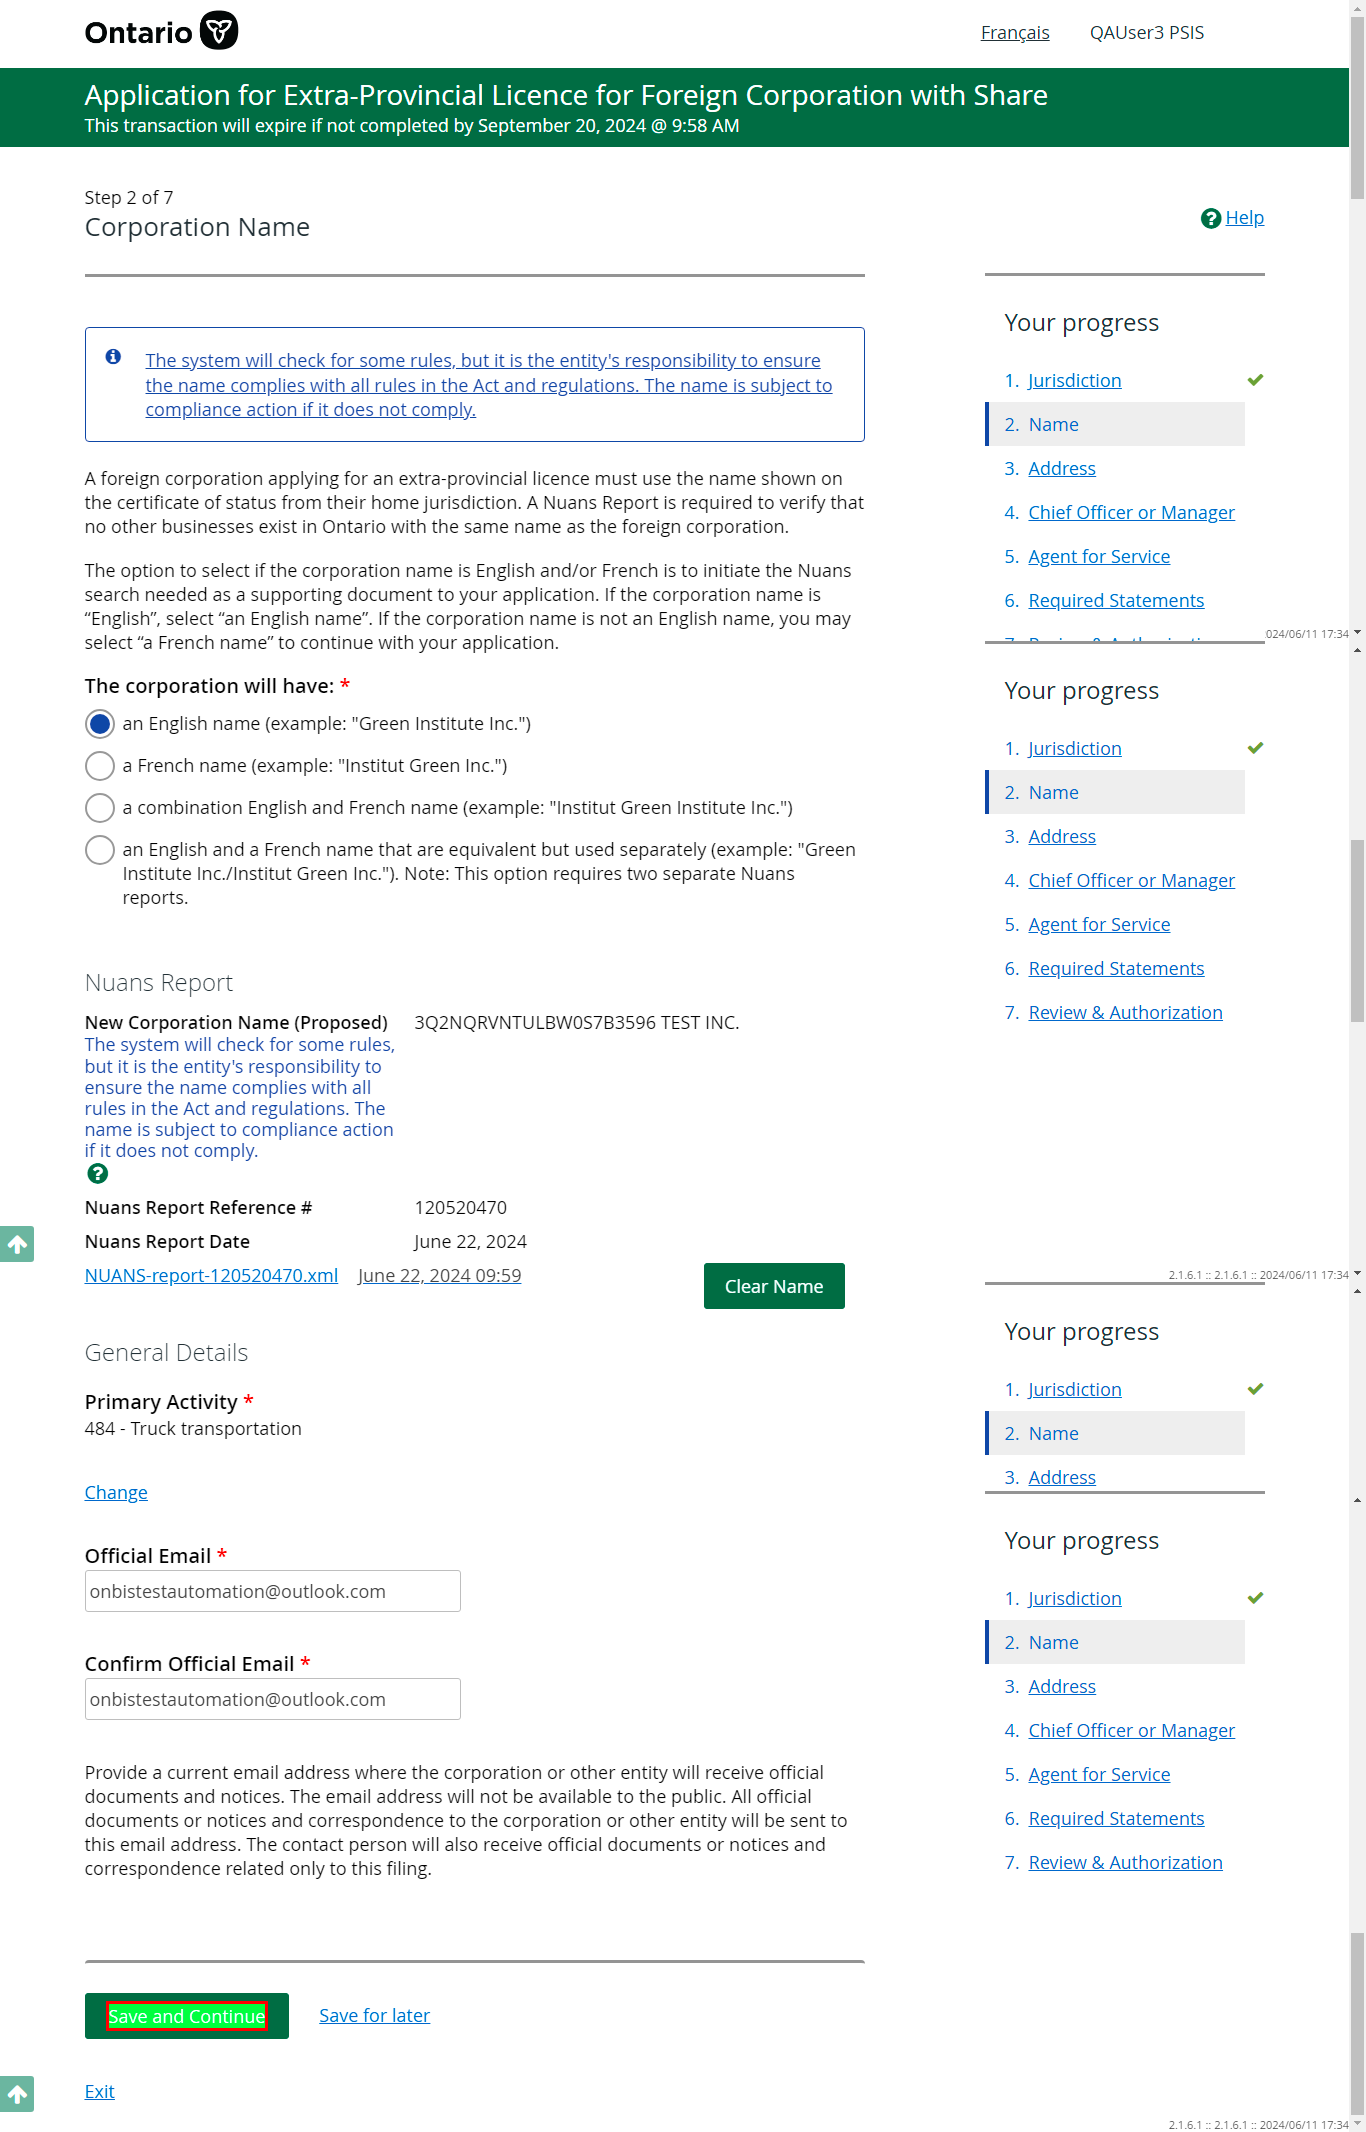 Ontario
Français
QAUser3 PSIS
Application for Extra-Provincial Licence for Foreign Corporation with Share
This transaction will expire if not completed by September 20, 2024 @ 9:58 AM
Step 2 of 7
Corporation Name
Help
The system will check for some rules, but it is the entity's responsibility to ensure
the name complies with all rules in the Act and regulations. The name is subject to
compliance action if it does not comply.
A foreign corporation applying for an extra-provincial licence must use the name shown on
the certificate of status from their home jurisdiction. A Nuans Report is required to verify that
no other businesses exist in Ontario with the same name as the foreign corporation.
The option to select if the corporation name is English and/or French is to initiate the Nuans
search needed as a supporting document to your application. If the corporation name is
“English”, select “an English name”. If the corporation name is not an English name, you may
select “a French name” to continue with your application.
The corporation will have: *
an English name (example: "Green Institute Inc.")
a French name (example: "Institut Green Inc.")
a combination English and French name (example: "Institut Green Institute Inc.")
an English and a French name that are equivalent but used separately (example: "Green
Institute Inc./Institut Green Inc."). Note: This option requires two separate Nuans
reports.
Nuans Report
New Corporation Name (Proposed)
3Q2NQRVNTULBW0S7B3596 TEST INC.
The system will check for some rules,
but it is the entity's responsibility to
ensure the name complies with all
rules in the Act and regulations. The
name is subject to compliance action
if it does not comply.
Nuans Report Reference #
120520470
Nuans Report Date
June 22, 2024
NUANS-report-120520470.xml
June 22, 2024 09:59
Clear Name
General Details
Primary Activity *
484 - Truck transportation
Change
Official Email *
onbistestautomation@outlook.com
Confirm Official Email *
onbistestautomation@outlook.com
Provide a current email address where the corporation or other entity will receive official
documents and notices. The email address will not be available to the public. All official
documents or notices and correspondence to the corporation or other entity will be sent to
this email address. The contact person will also receive official documents or notices and
correspondence related only to this filing.
Save and Continue
Save for later
Exit
Your progress
1. Jurisdiction
2. Name
3. Address
4. Chief Officer or Manager
5. Agent for Service
6. Required Statements
024/06/11 17:34
Your progress
1. Jurisdiction
2. Name
3. Address
4. Chief Officer or Manager
5. Agent for Service
6. Required Statements
7. Review & Authorization
2.1.6.1 :: 2.1.6.1 :: 2024/06/11 17:34
Your progress
1. Jurisdiction
2. Name
3. Address
Your progress
1. Jurisdiction
2. Name
3. Address
4. Chief Officer or Manager
5. Agent for Service
6. Required Statements
7. Review & Authorization
2.1.6.1 :: 2.1.6.1 :: 2024/06/11 17:34